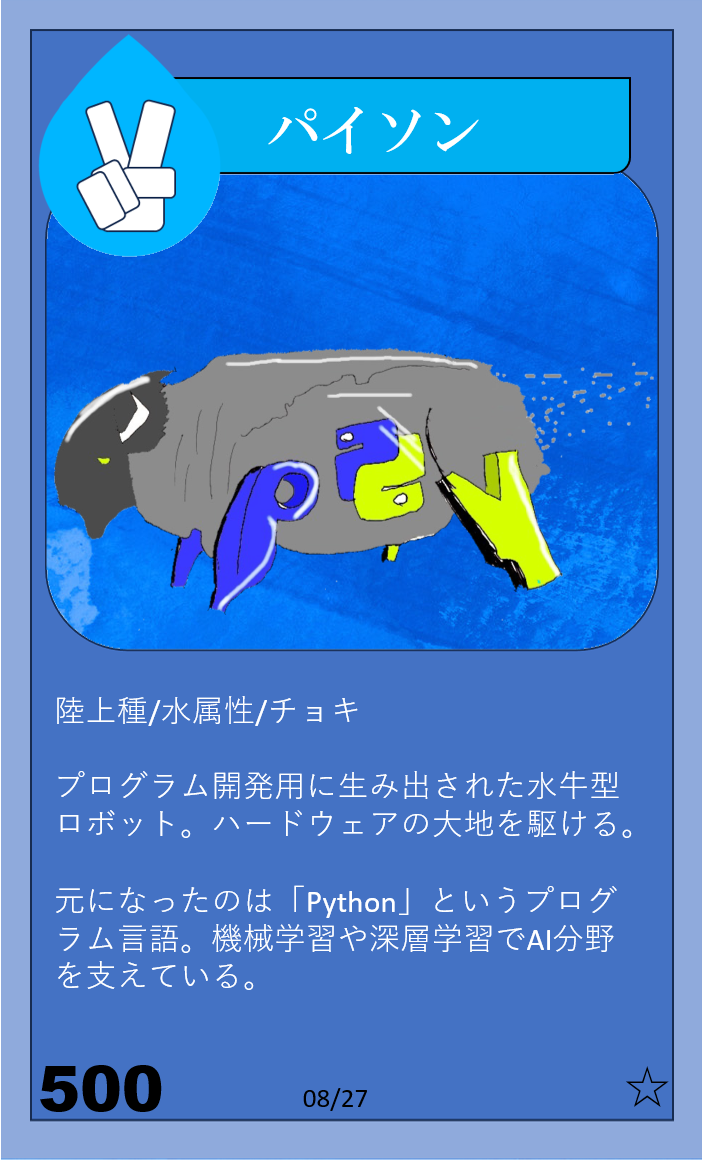 パイソン
陸上種/水属性/チョキ
プログラム開発用に生み出された水牛型
ロボット。ハードウェアの大地を駆ける。
元になったのは「Python」というプログ
ラム言語。機械学習や深層学習でAI分野
を支えている。
500
08/27
☆